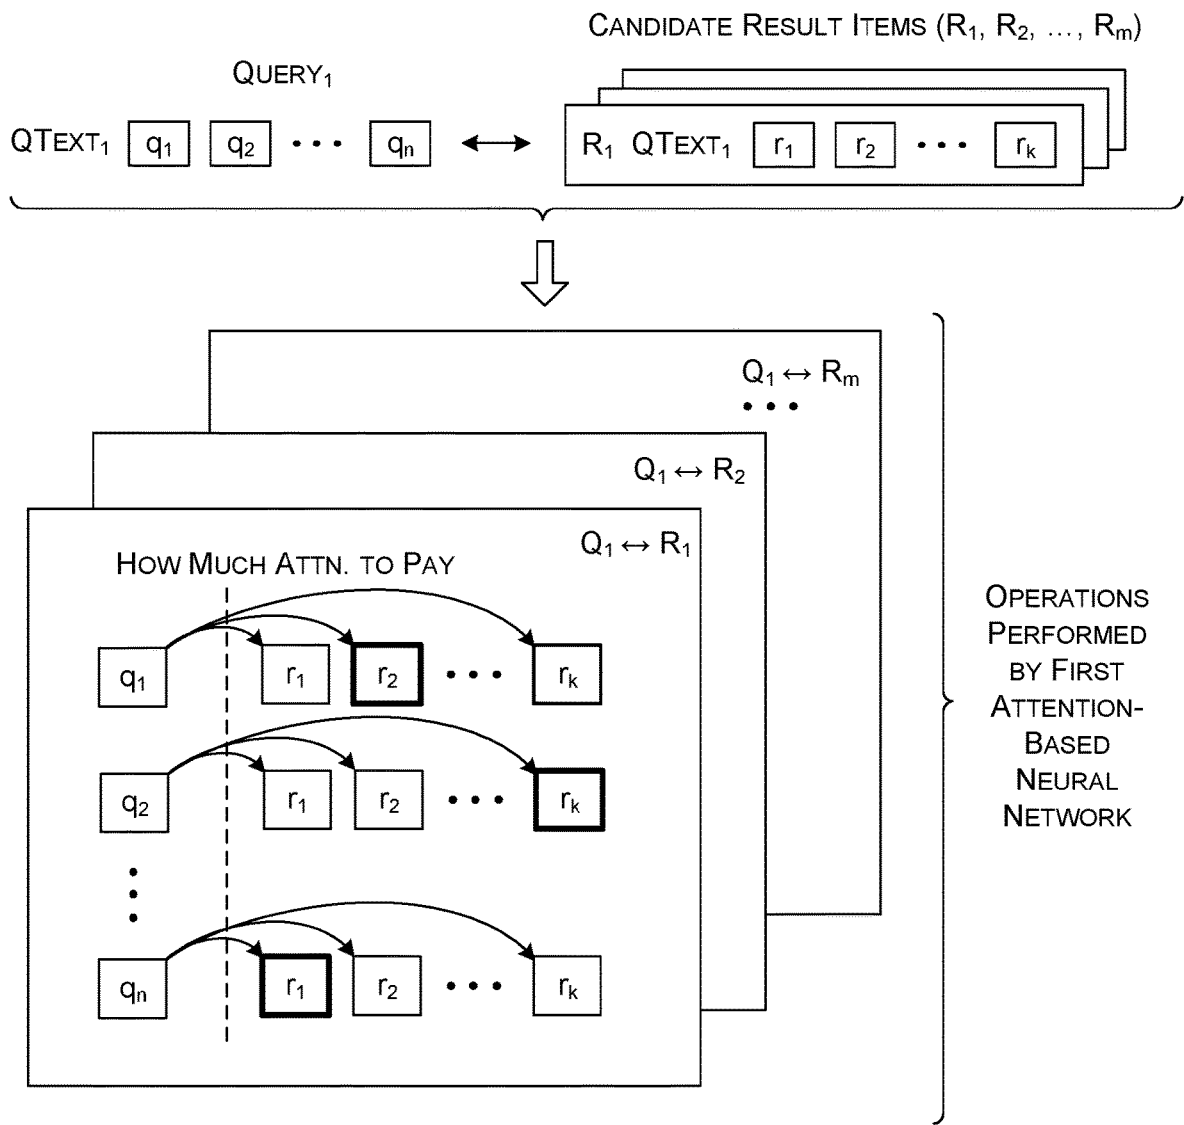 CANDIDATE RESULT ITEMS (R1, R2, ..., Rm)
QUERY1
QTEXT1 q1 q2 • • • qn ↔ R1 QTEXT1 r1 r2 • • • rk
Q1 ↔ Rm
• • •
Q1 ↔ R2
Q1 ↔ R1
HOW MUCH ATTN. TO PAY
q1 r1 r2 • • • rk
q2 r1 r2 • • • rk
qn r1 r2 • • • rk
OPERATIONS
PERFORMED
BY FIRST
ATTENTION-
BASED
NEURAL
NETWORK